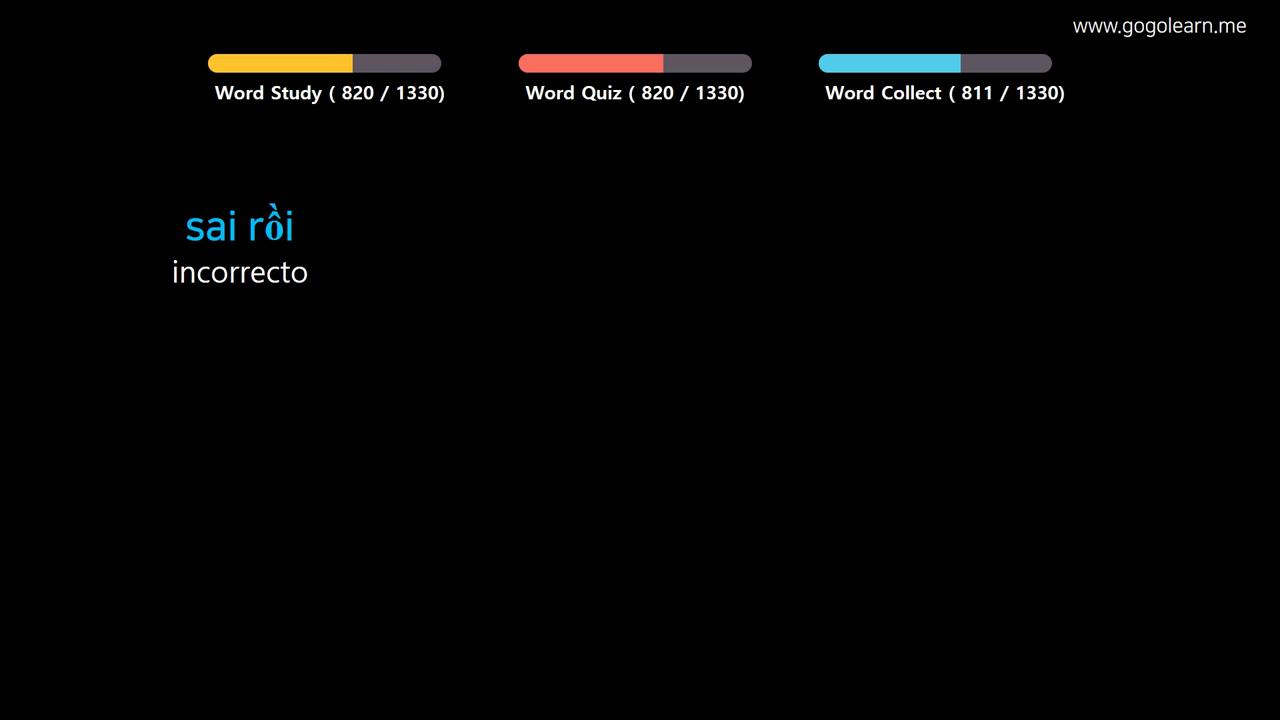 www.gogolearn.me
Word Study ( 820 / 1330)
Word Quiz ( 820 / 1330)
Word Collect ( 811 / 1330)
sai rồi
incorrecto